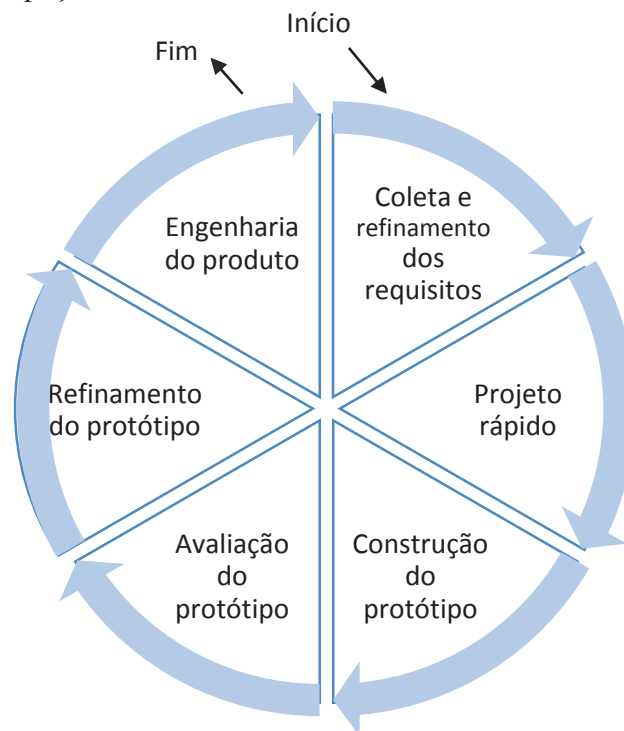 Início
Fim
Coleta e
refinamento
dos
requisitos
Projeto
rápido
Construção
do
protótipo
Avaliação
do
protótipo
Refinamento
do protótipo
Engenharia
do produto